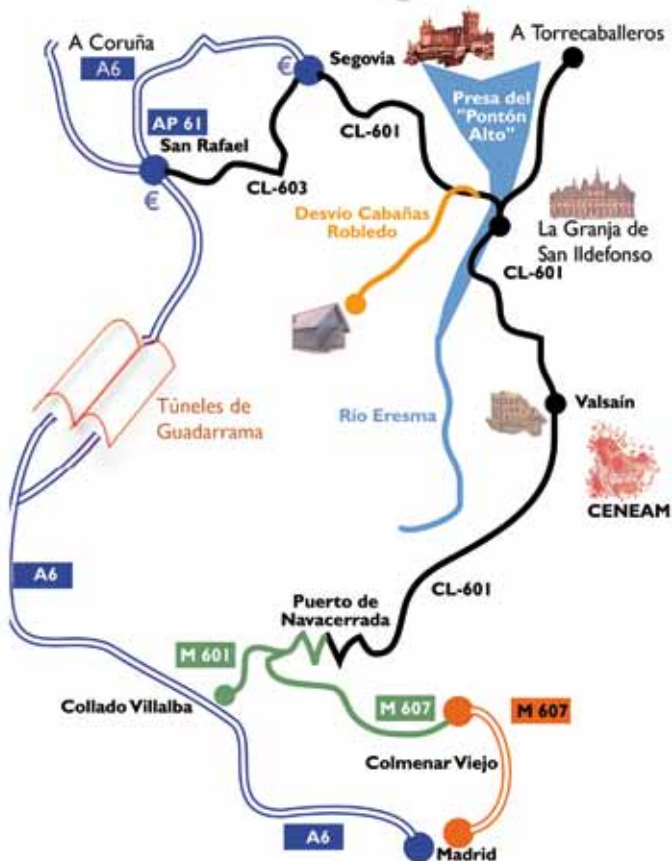 A Coruña
A6
Segovia
A Torrecaballeros
€
CL-601
Presa del
"Pontón
Alto"
AP 61
San Rafael
€
CL-603
Desvío Cabañas
Robledo
La Granja de
San Ildefonso
CL-601
Túneles de
Guadarrama
Río Eresma
Valsaín
CENEAM
A6
CL-601
Puerto de
Navacerrada
M 601
Collado Villalba
M 607
M 607
Colmenar Viejo
A6
Madrid